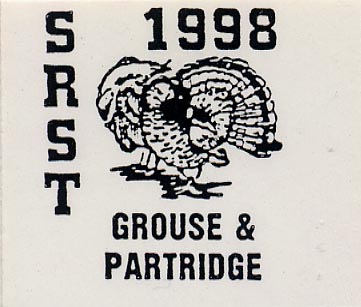 SRST
1998
GROUSE &
PARTRIDGE